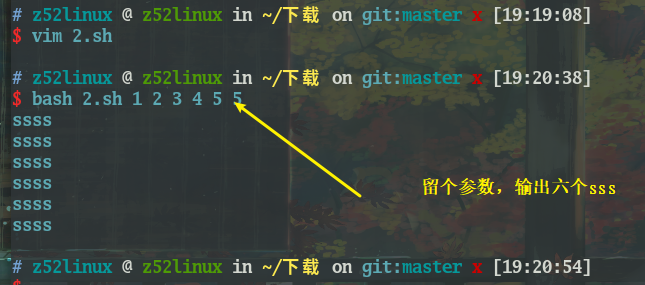 # z52linux @ z52linux in ~/下载 on git:master x [19:19:08]
$ vim 2.sh
# z52linux @ z52linux in ~/下载 on git:master x [19:20:38]
$ bash 2.sh 1 2 3 4 5 5
ssss
ssss
ssss
ssss
留个参数，输出六个sss
ssss
ssss
# z52linux @ z52linux in ~/下载 on git:master x [19:20:54]